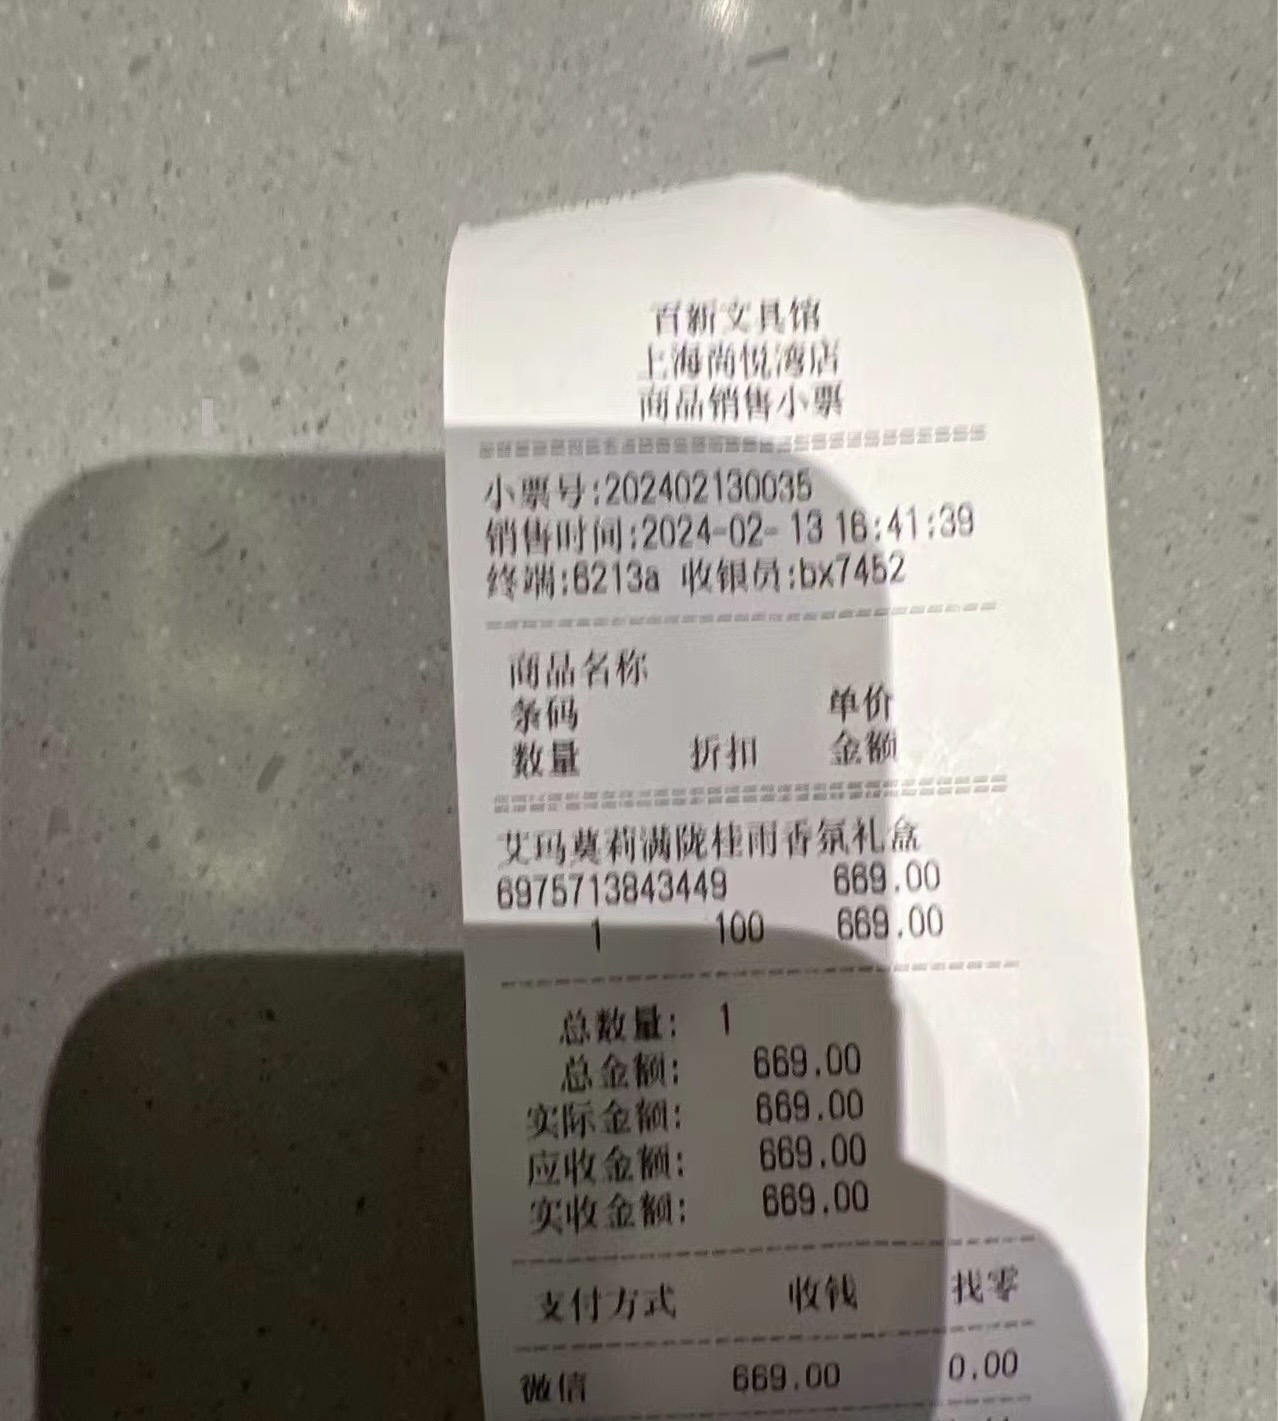 百新文具馆
上海尚悦湾店
商品销售小票
小票号:202402130035
销售时间:2024-02-13 16:41:39
终端:6213a 收银员:bx7452
商品名称
条码 单价
数量 折扣 金额
艾玛莫莉满陇桂雨香氛礼盒
6975713843449 669.00
1 100 669.00
总数量: 1
总金额: 669.00
实际金额: 669.00
应收金额: 669.00
实收金额: 669.00
支付方式 收钱 找零
微信 669.00 0.00